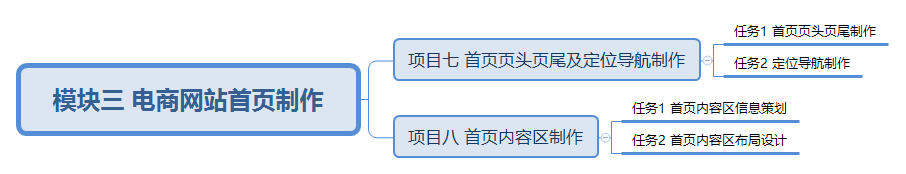 模块三 电商网站首页制作
项目七 首页页头页尾及定位导航制作
任务1 首页页头页尾制作
任务2 定位导航制作
项目八 首页内容区制作
任务1 首页内容区信息策划
任务2 首页内容区布局设计